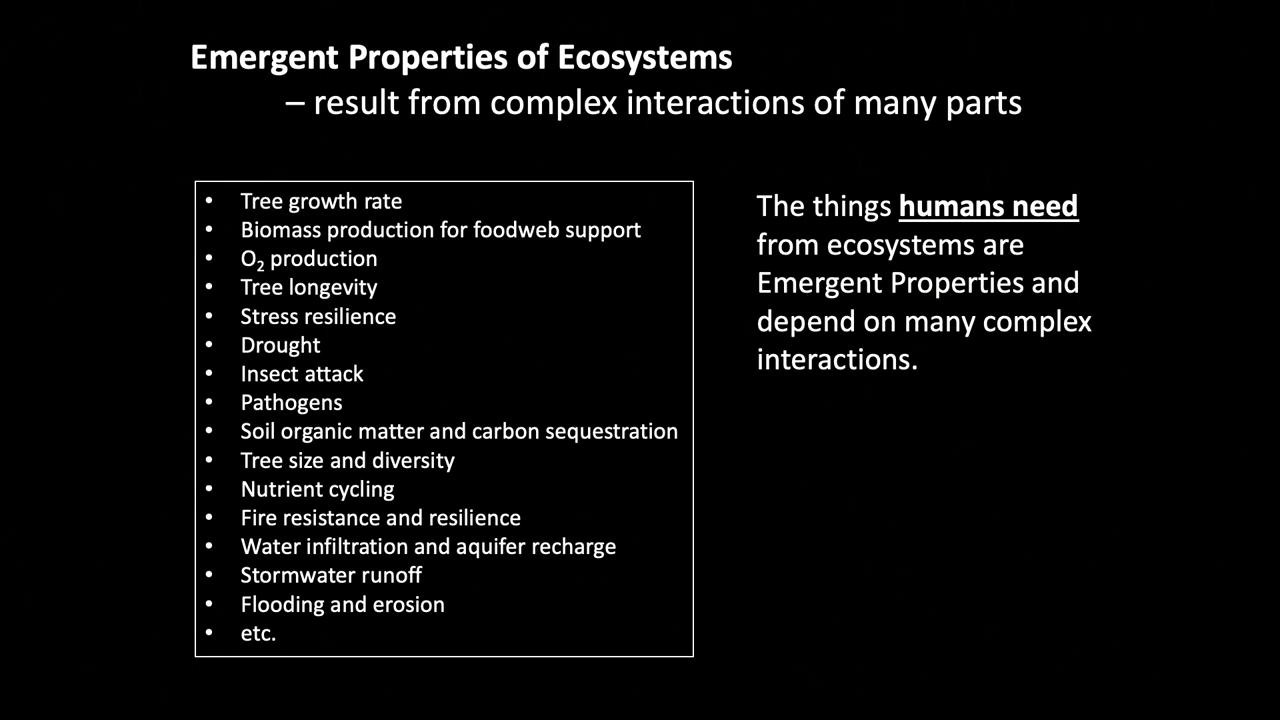 Emergent Properties of Ecosystems
– result from complex interactions of many parts
• Tree growth rate
• Biomass production for foodweb support
• O₂ production
• Tree longevity
• Stress resilience
• Drought
• Insect attack
• Pathogens
• Soil organic matter and carbon sequestration
• Tree size and diversity
• Nutrient cycling
• Fire resistance and resilience
• Water infiltration and aquifer recharge
• Stormwater runoff
• Flooding and erosion
• etc.
The things humans need
from ecosystems are
Emergent Properties and
depend on many complex
interactions.